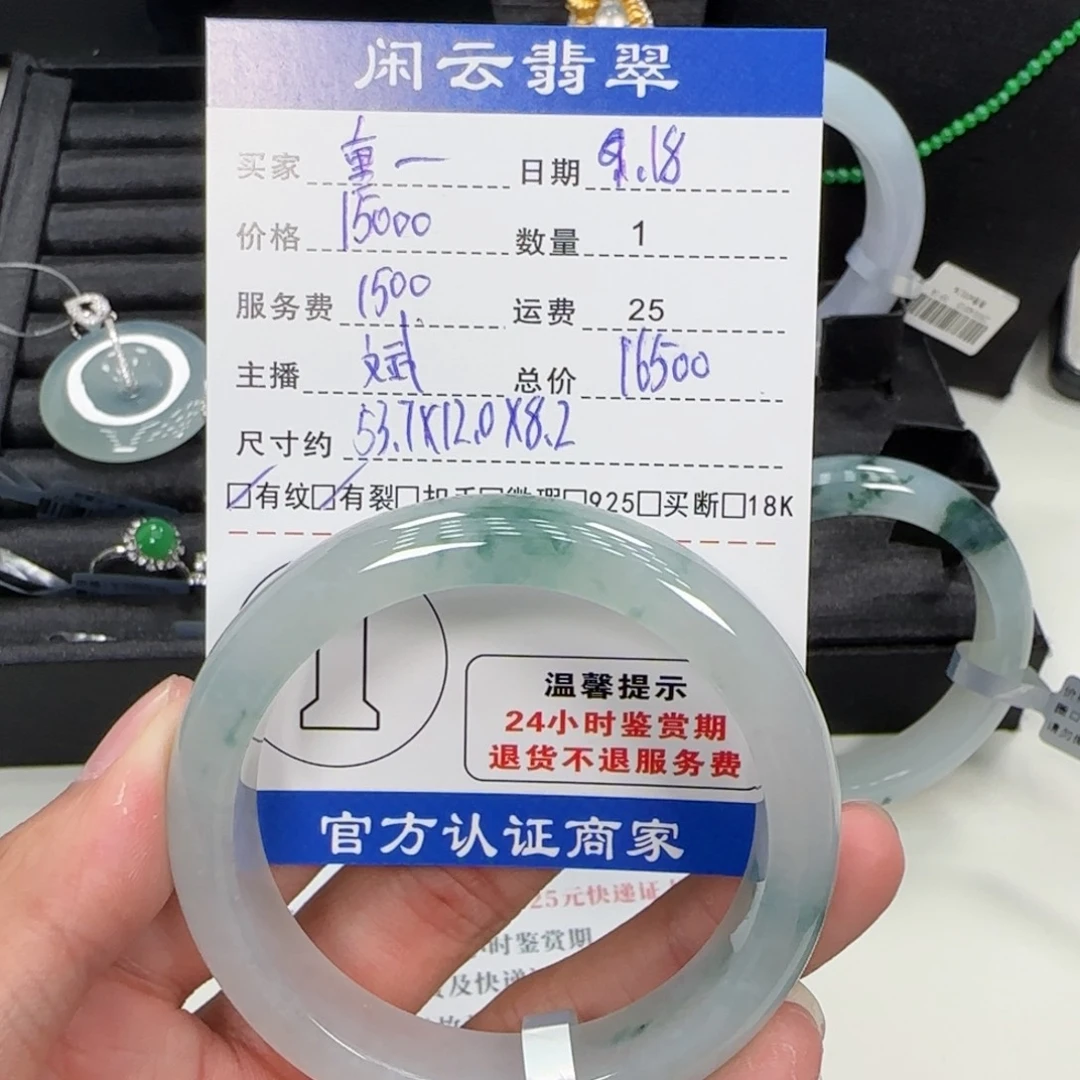 闲云翡翠
买家 童一 日期 9.18
价格 15000 数量 1
服务费 1500 运费 25
主播 文斌 总价 16500
尺寸约 53.7X12.0X8.2
□有纹□有裂□扣手□微瑕□925□买断□18K
温馨提示
24小时鉴赏期
退货不退服务费
官方认证商家
25元快递证
时鉴赏期
及快递